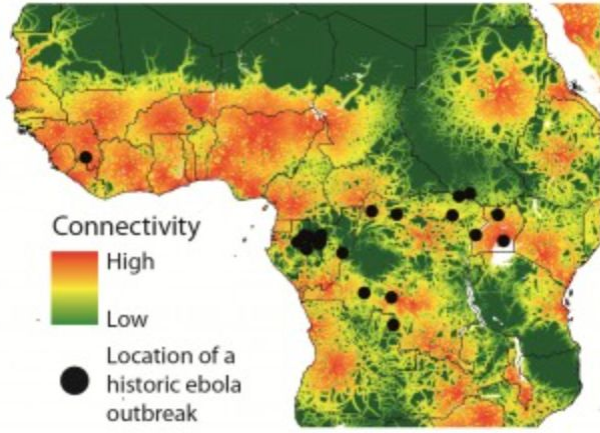 Connectivity
High
Low
Location of a
historic ebola
outbreak